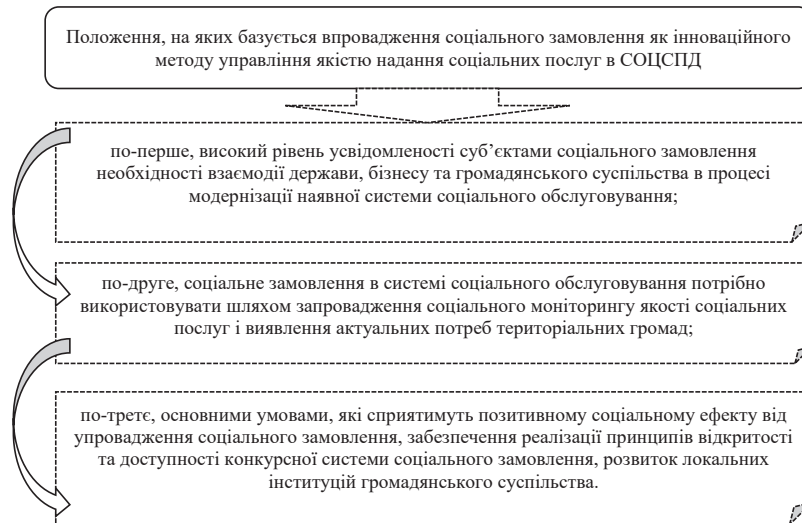 Положення, на яких базується впровадження соціального замовлення як інноваційного
методу управління якістю надання соціальних послуг в СОЦСПД
по-перше, високий рівень усвідомленості суб’єктами соціального замовлення
необхідності взаємодії держави, бізнесу та громадянського суспільства в процесі
модернізації наявної системи соціального обслуговування;
по-друге, соціальне замовлення в системі соціального обслуговування потрібно
використовувати шляхом запровадження соціального моніторингу якості соціальних
послуг і виявлення актуальних потреб територіальних громад;
по-третє, основними умовами, які сприятимуть позитивному соціальному ефекту від
упровадження соціального замовлення, забезпечення реалізації принципів відкритості
та доступності конкурсної системи соціального замовлення, розвиток локальних
інституцій громадянського суспільства.